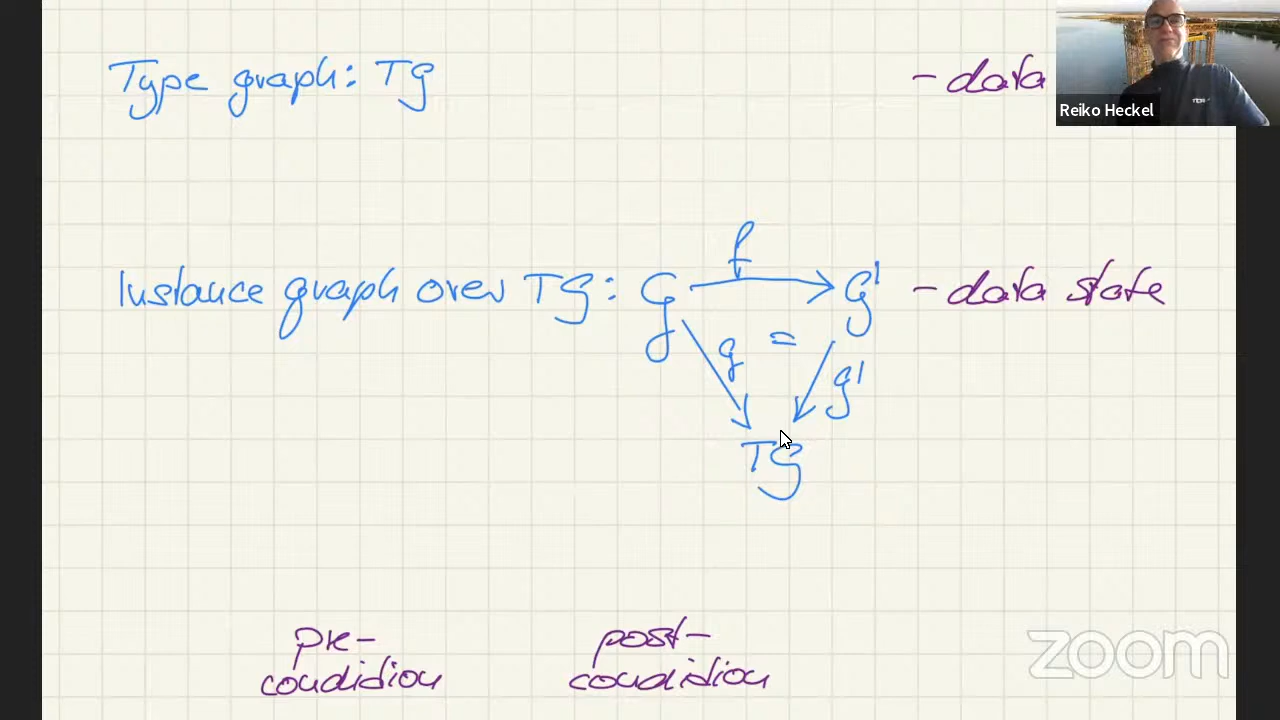 Type graph: TG
- data
Reiko Heckel
f
Instance graph over TG: G G' - data state
g = g'
TG
pre- post-
condition condition
zoom